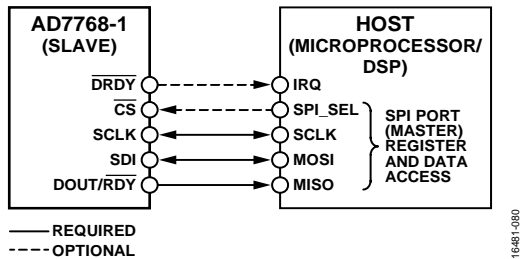 AD7768-1
(SLAVE)
DRDY
CS
SCLK
SDI
DOUT/RDY
HOST
(MICROPROCESSOR/
DSP)
IRQ
SPI_SEL
SCLK
MOSI
MISO
SPI PORT
(MASTER)
REGISTER
AND DATA
ACCESS
REQUIRED
OPTIONAL
16481-080